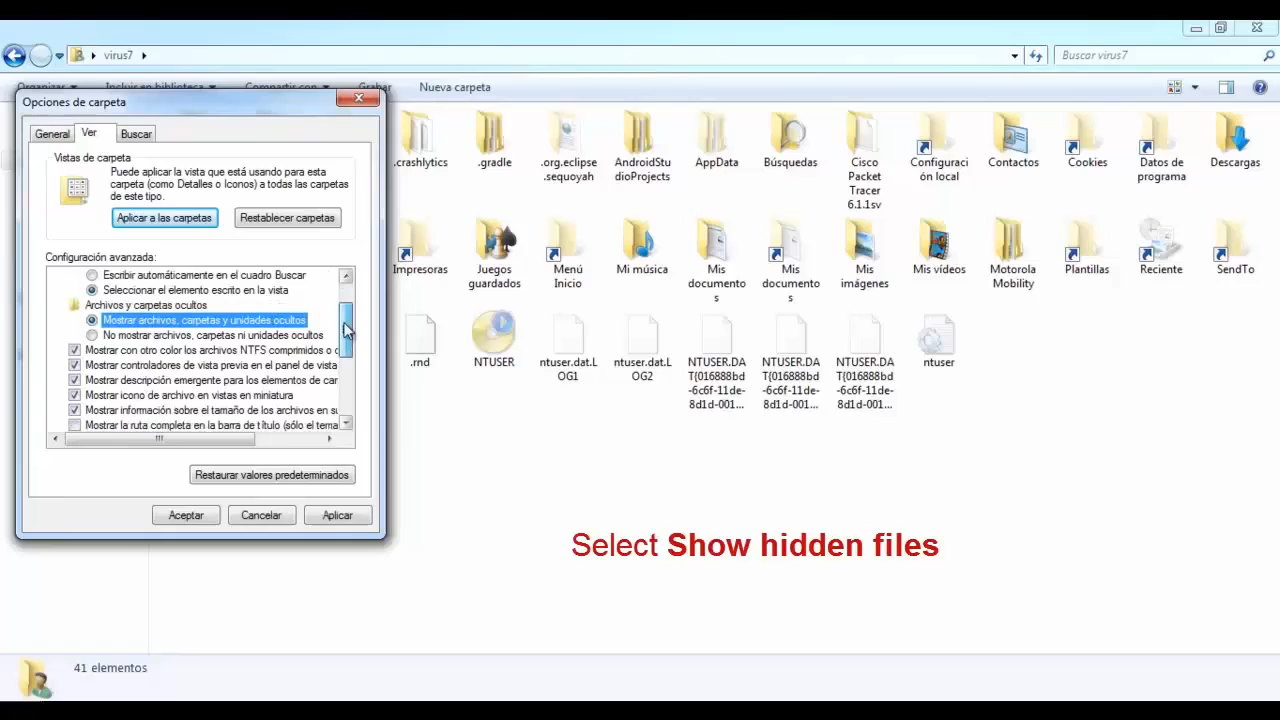 virus7
Buscar virus7
Organizar
Incluir en biblioteca
Compartir con
Grabar
Nueva carpeta
Opciones de carpeta
General
Ver
Buscar
Vistas de carpeta
Puede aplicar la vista que está usando para esta
carpeta (como Detalles o Iconos) a todas las carpetas
de este tipo.
Aplicar a las carpetas
Restablecer carpetas
Configuración avanzada:
Escribir automáticamente en el cuadro Buscar
Seleccionar el elemento escrito en la vista
Archivos y carpetas ocultos
Mostrar archivos, carpetas y unidades ocultos
No mostrar archivos, carpetas ni unidades ocultos
Mostrar con otro color los archivos NTFS comprimidos o c
Mostrar controladores de vista previa en el panel de vista
Mostrar descripción emergente para los elementos de car
Mostrar icono de archivo en vistas en miniatura
Mostrar información sobre el tamaño de los archivos en su
Mostrar la ruta completa en la barra de título (sólo el tema
Restaurar valores predeterminados
Aceptar
Cancelar
Aplicar
.crashlytics
.gradle
.org.eclipse
.sequoyah
AndroidStu
dioProjects
AppData
Búsquedas
Cisco
Packet
Tracer
6.1.1sv
Configuraci
ón local
Contactos
Cookies
Datos de
programa
Descargas
Impresoras
Juegos
guardados
Menú
Inicio
Mi música
Mis
documento
s
Mis
documento
s
Mis
imágenes
Mis vídeos
Motorola
Mobility
Plantillas
Reciente
SendTo
.rnd
NTUSER
ntuser.dat.L
OG1
ntuser.dat.L
OG2
NTUSER.DA
T{016888bd
-6c6f-11de-
8d1d-001...
NTUSER.DA
T{016888bd
-6c6f-11de-
8d1d-001...
NTUSER.DA
T{016888bd
-6c6f-11de-
8d1d-001...
ntuser
Select Show hidden files
41 elementos